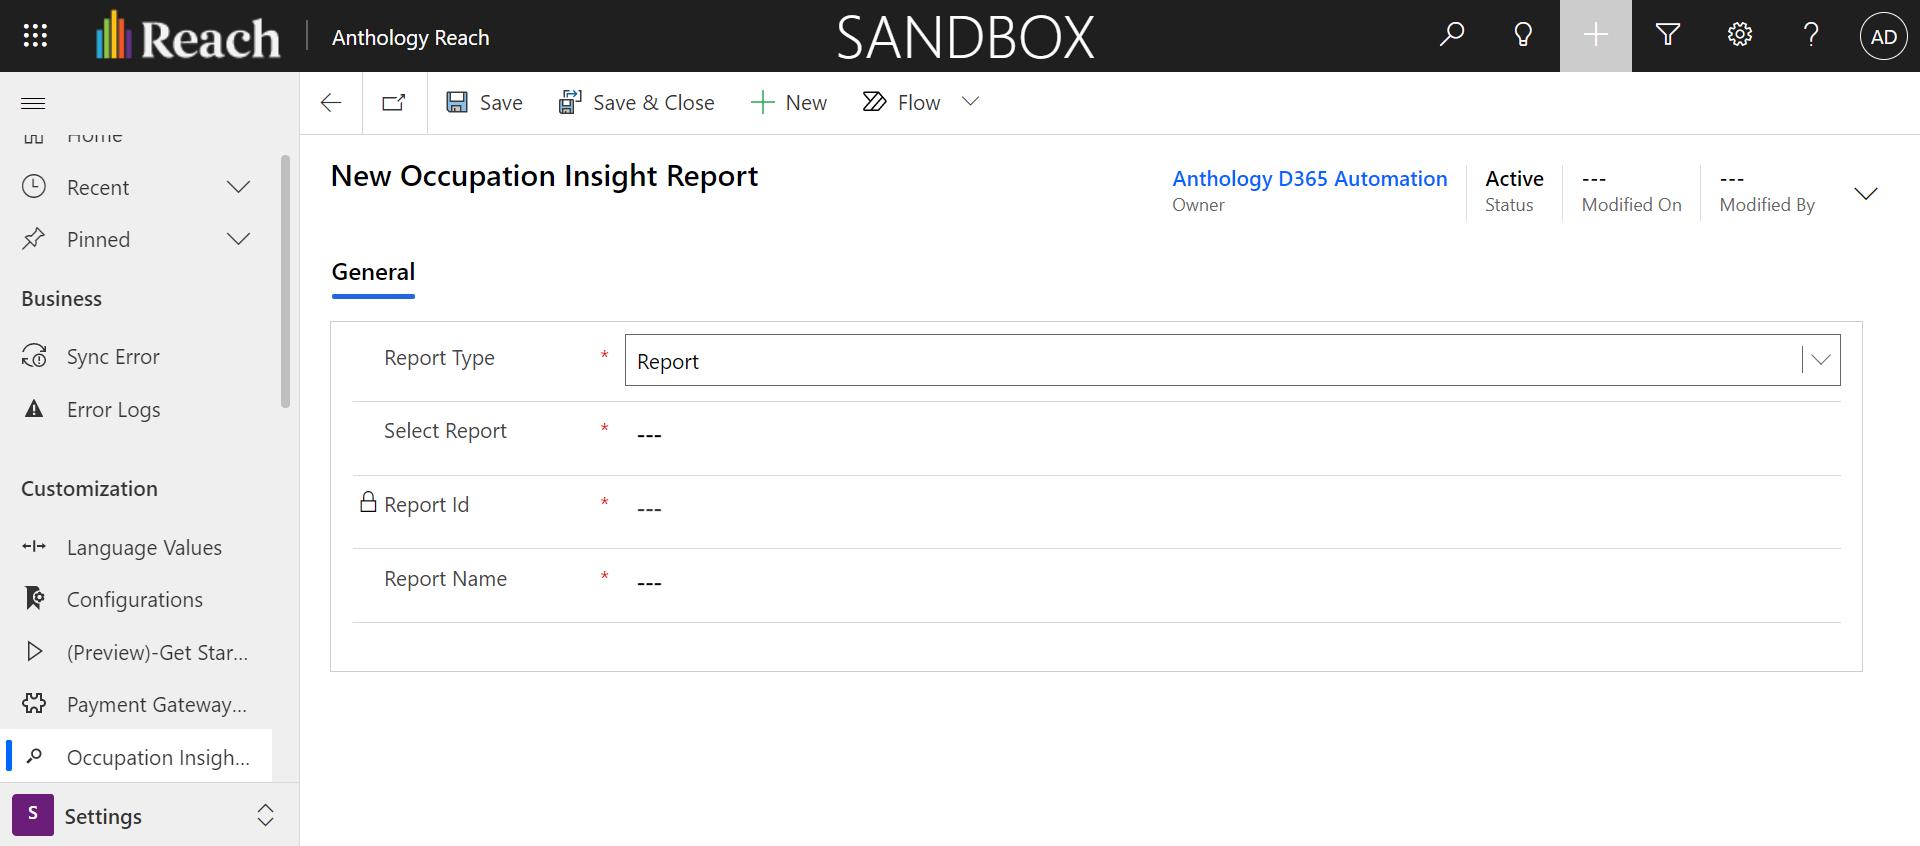 Reach
Anthology Reach
SANDBOX
AD
Save
Save & Close
New
Flow
Home
Recent
Pinned
Business
Sync Error
Error Logs
Customization
Language Values
Configurations
(Preview)-Get Star...
Payment Gateway...
Occupation Insigh...
S
Settings
New Occupation Insight Report
Anthology D365 Automation
Owner
Active
Status
---
Modified On
---
Modified By
General
Report Type * Report
Select Report * ---
Report Id * ---
Report Name * ---